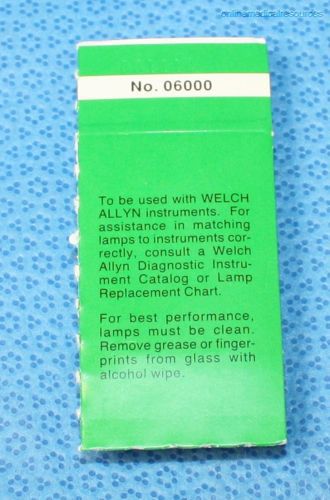 onlinemedicalresources
No. 06000
To be used with WELCH
ALLYN instruments. For
assistance in matching
lamps to instruments cor-
rectly, consult a Welch
Allyn Diagnostic Instru-
ment Catalog or Lamp
Replacement Chart.
For best performance,
lamps must be clean.
Remove grease or finger-
prints from glass with
alcohol wipe.